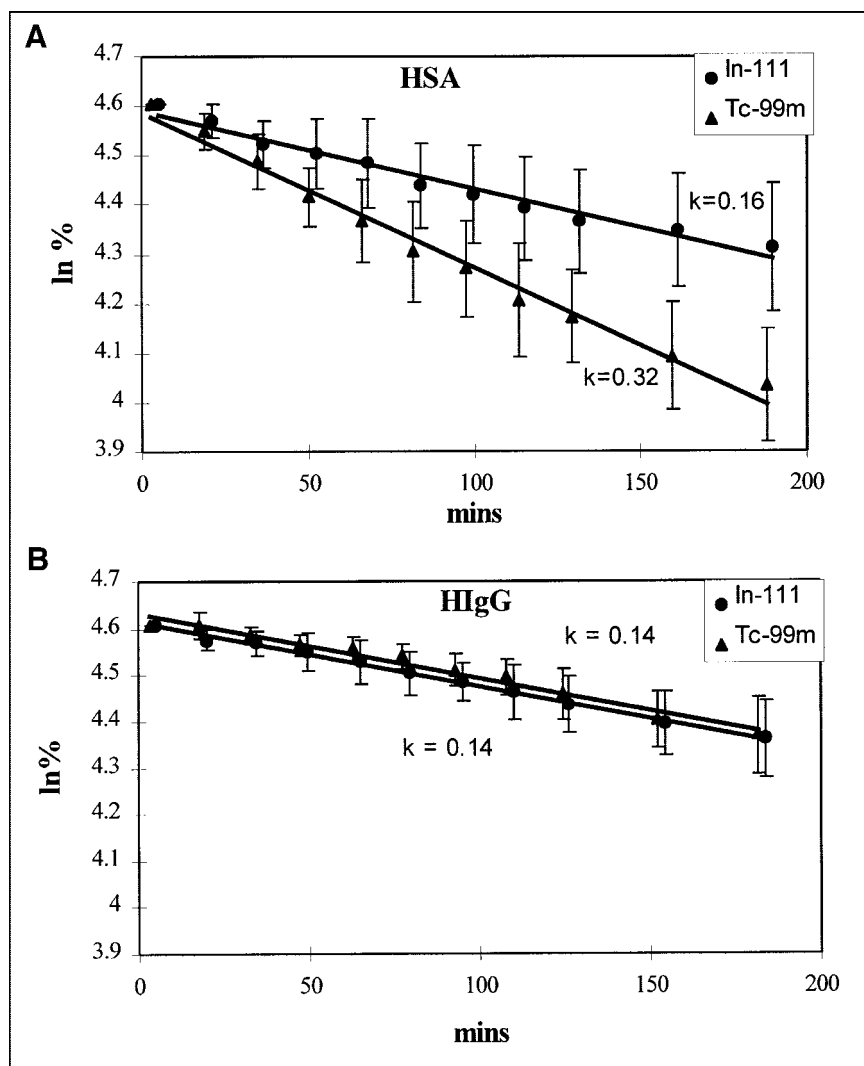 A
HSA
In-111
Tc-99m
4.7
4.6
4.5
4.4
4.3
4.2
4.1
4
3.9
ln %
k=0.16
k=0.32
0
50
100
150
200
mins
B
HIgG
In-111
Tc-99m
4.7
4.6
4.5
4.4
4.3
4.2
4.1
4
3.9
ln%
k = 0.14
k = 0.14
0
50
100
150
200
mins